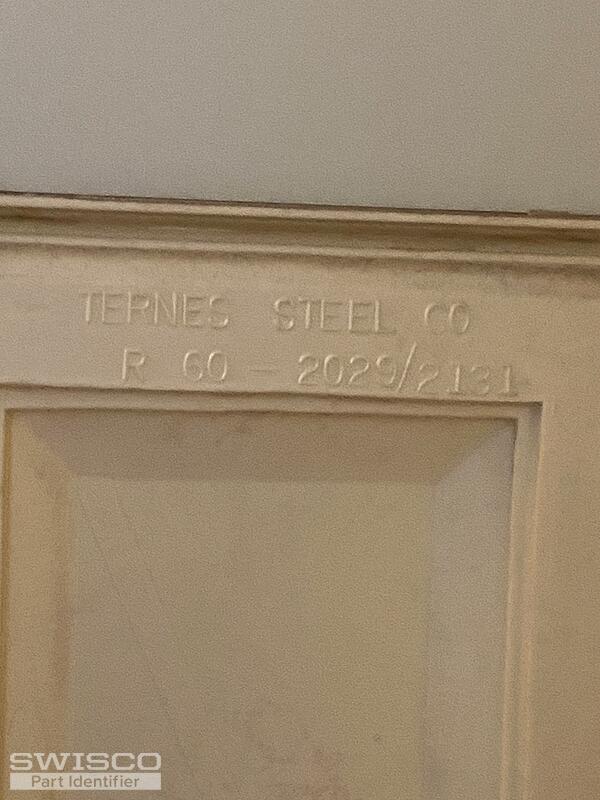 TERNES STEEL CO
R 60 - 2029/2131
SWISCO
Part Identifier